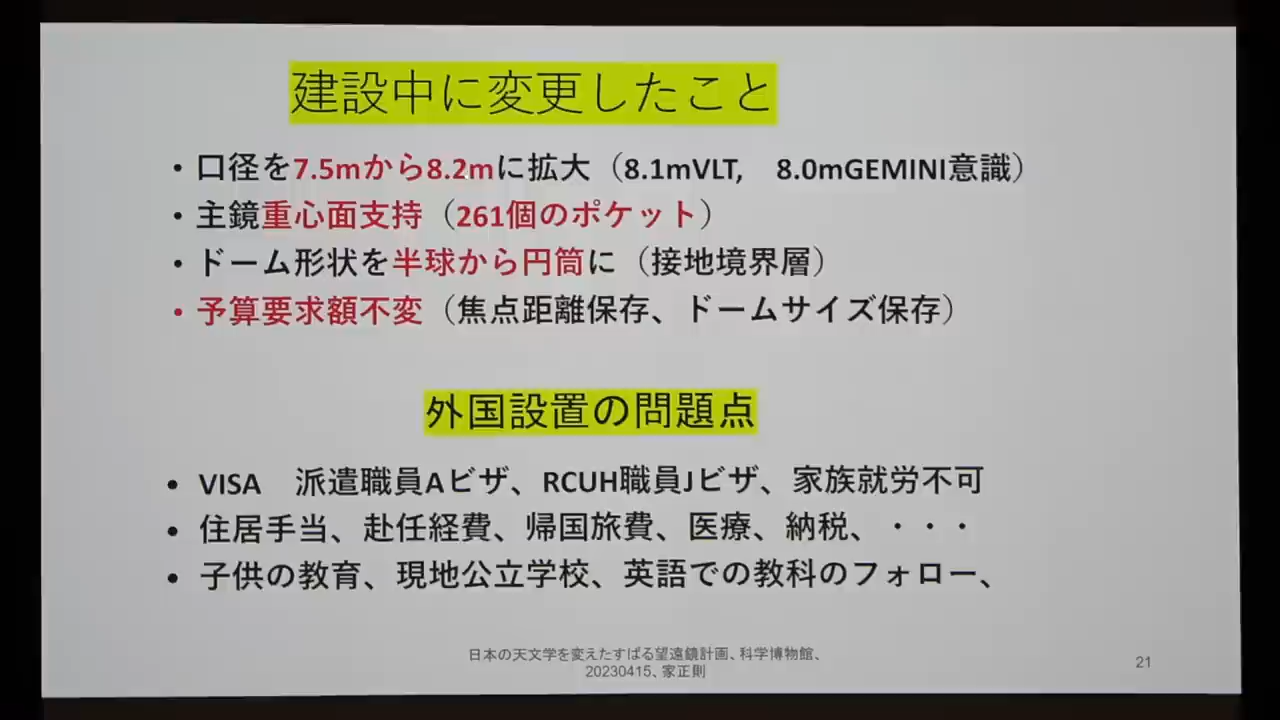 建設中に変更したこと
• 口径を7.5mから8.2mに拡大（8.1mVLT,　8.0mGEMINI意識）
• 主鏡重心面支持（261個のポケット）
• ドーム形状を半球から円筒に（接地境界層）
• 予算要求額不変（焦点距離保存、ドームサイズ保存）
外国設置の問題点
• VISA　派遣職員Aビザ、RCUH職員Jビザ、家族就労不可
• 住居手当、赴任経費、帰国旅費、医療、納税、・・・
• 子供の教育、現地公立学校、英語での教科のフォロー、
日本の天文学を変えたすばる望遠鏡計画、科学博物館、
20230415、家正則
21